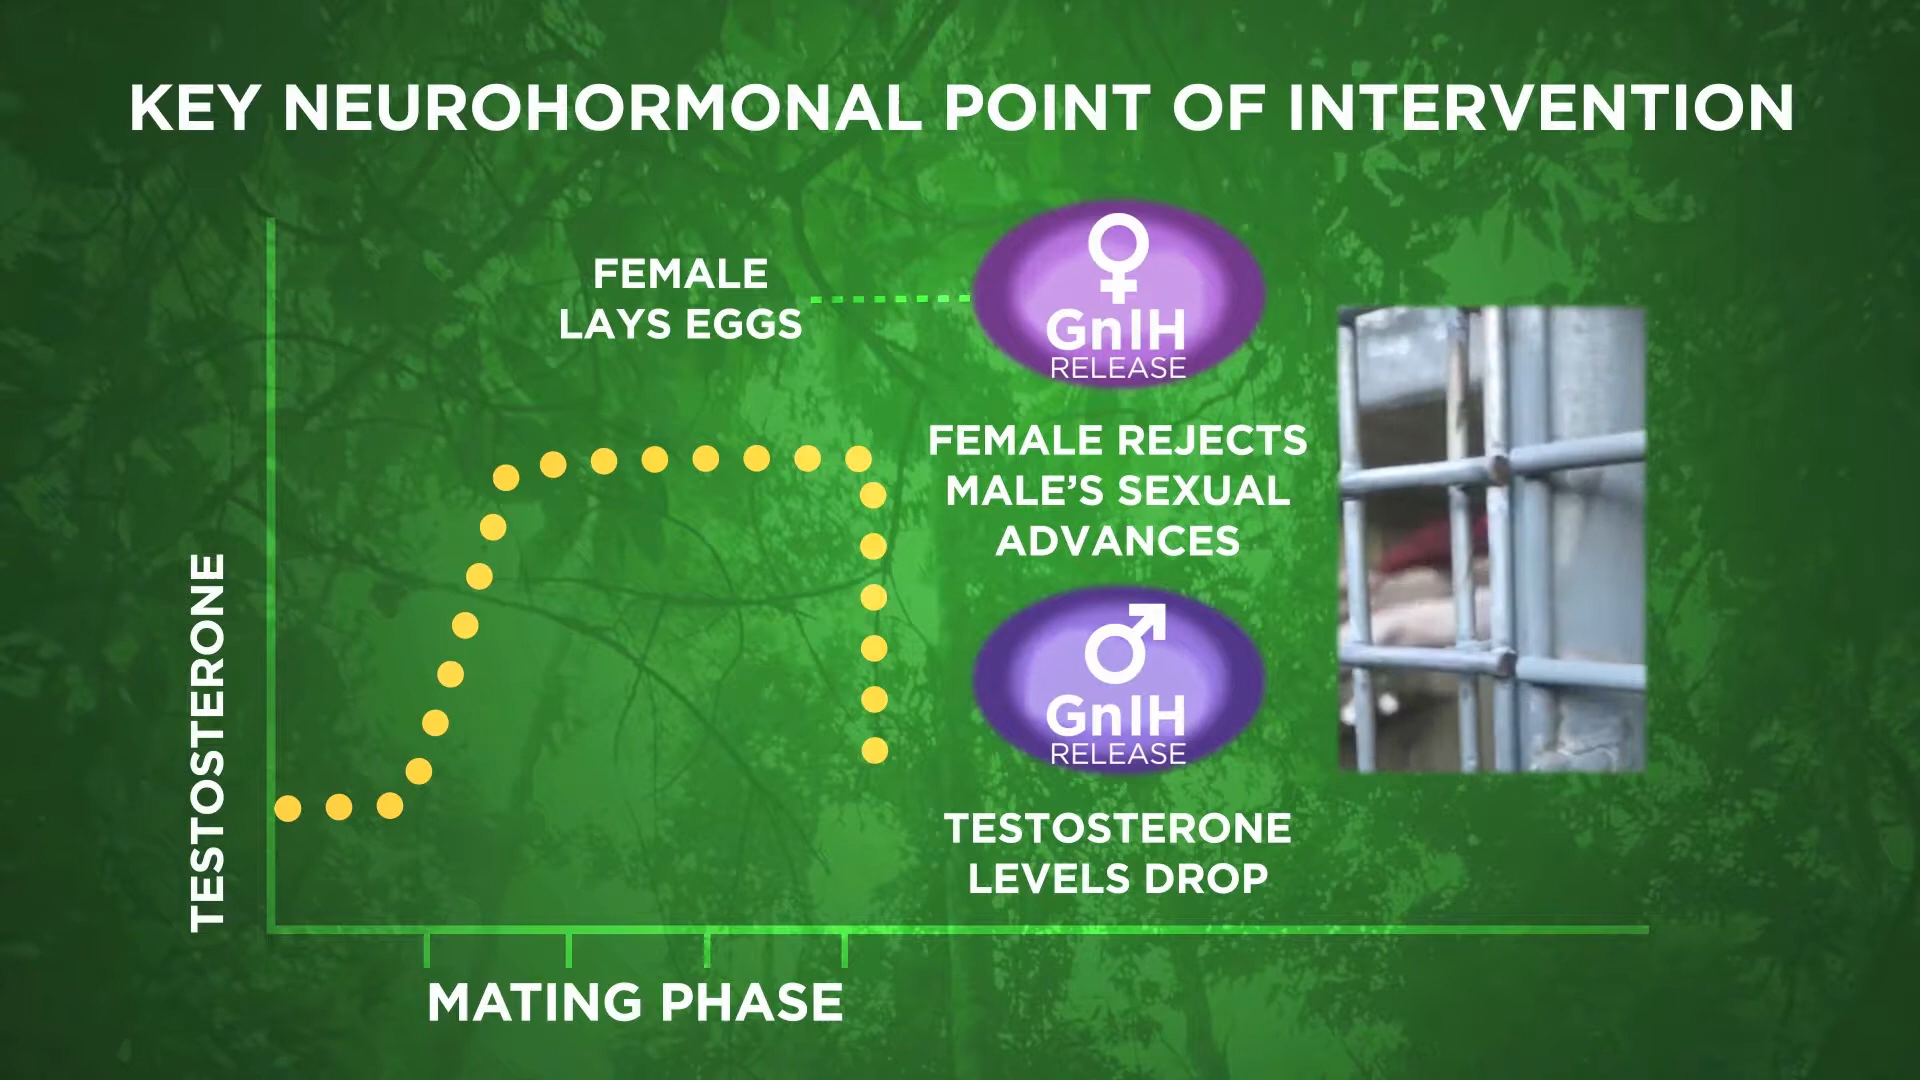 KEY NEUROHORMONAL POINT OF INTERVENTION
FEMALE
LAYS EGGS
GnIH
RELEASE
FEMALE REJECTS
MALE’S SEXUAL
ADVANCES
GnIH
RELEASE
TESTOSTERONE
LEVELS DROP
TESTOSTERONE
MATING PHASE